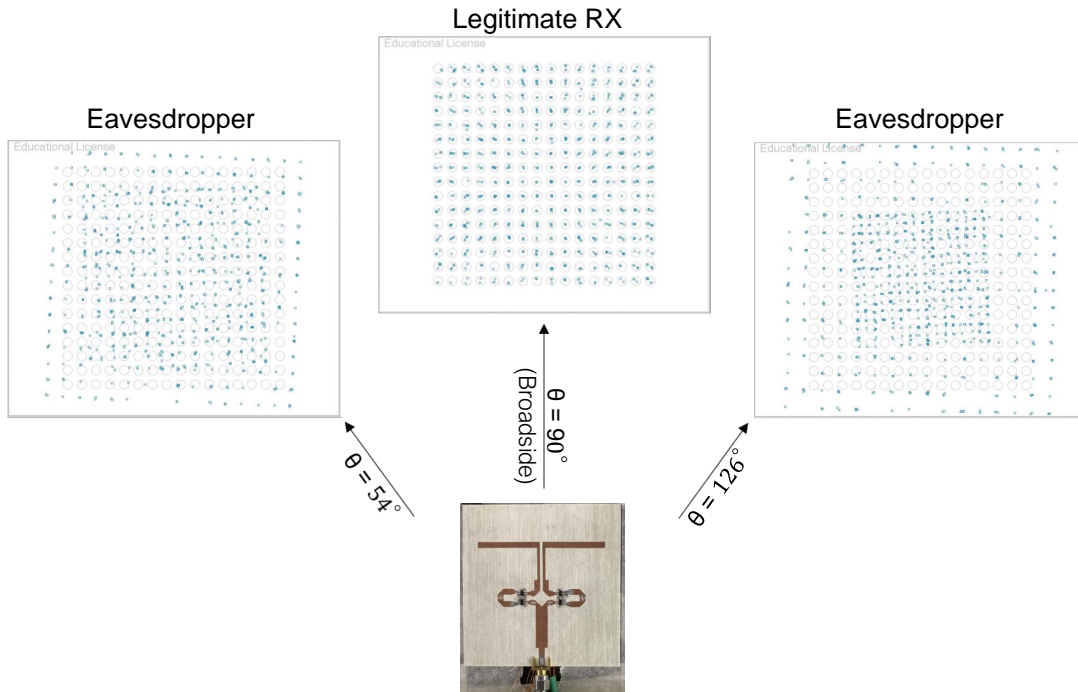 Legitimate RX
Educational License
Eavesdropper
Educational License
Eavesdropper
Educational License
θ = 54°
θ = 90°
(Broadside)
θ = 126°